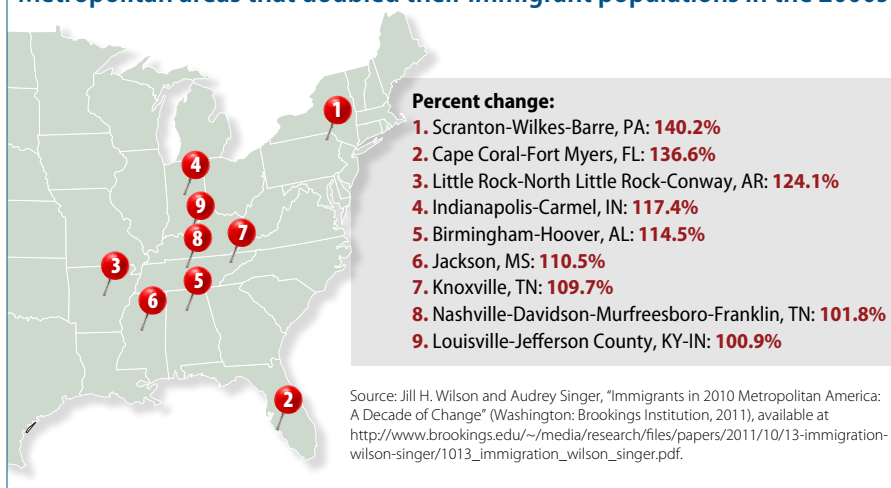 Metropolitan areas that doubled their immigrant populations in the 2000s
Percent change:
1. Scranton-Wilkes-Barre, PA: 140.2%
2. Cape Coral-Fort Myers, FL: 136.6%
3. Little Rock-North Little Rock-Conway, AR: 124.1%
4. Indianapolis-Carmel, IN: 117.4%
5. Birmingham-Hoover, AL: 114.5%
6. Jackson, MS: 110.5%
7. Knoxville, TN: 109.7%
8. Nashville-Davidson-Murfreesboro-Franklin, TN: 101.8%
9. Louisville-Jefferson County, KY-IN: 100.9%
1
4
9
8
7
3
5
6
2
Source: Jill H. Wilson and Audrey Singer, “Immigrants in 2010 Metropolitan America:
A Decade of Change” (Washington: Brookings Institution, 2011), available at
http://www.brookings.edu/~/media/research/files/papers/2011/10/13-immigration-
wilson-singer/1013_immigration_wilson_singer.pdf.